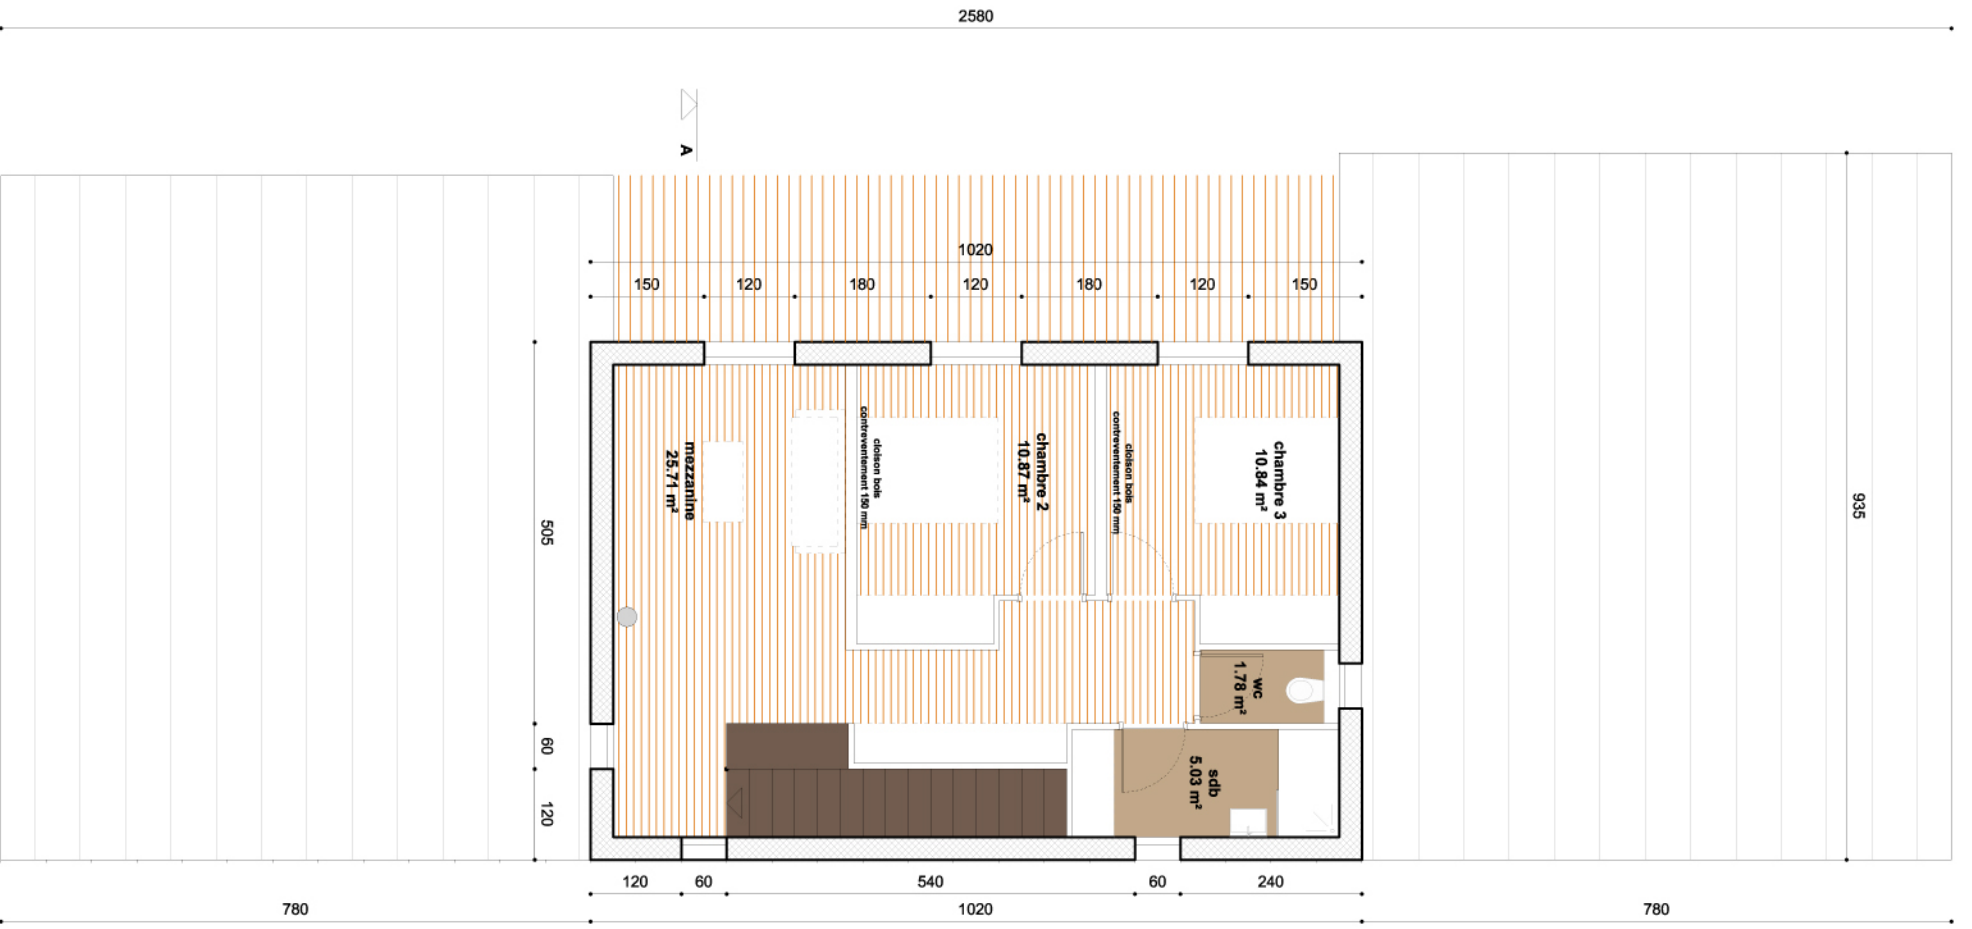 2580
A
1020
150
120
180
120
180
120
150
mezzanine
25.71 m²
cloison bois
contreventement 150 mm
chambre 2
10.87 m²
cloison bois
contreventement 150 mm
chambre 3
10.84 m²
505
935
wc
1.78 m²
60
sdb
5.03 m²
120
120
60
540
60
240
780
1020
780